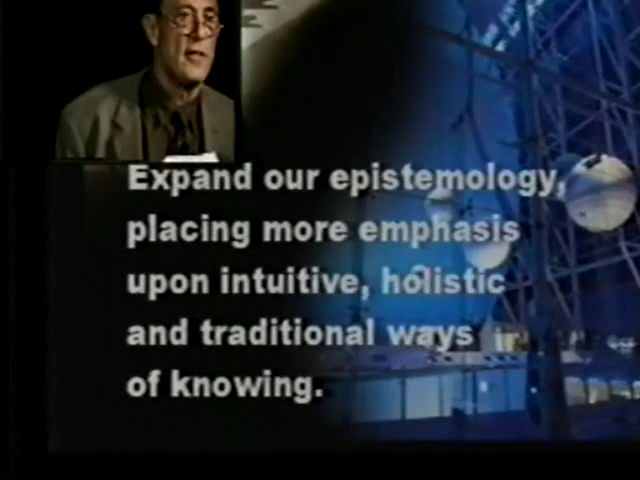 Expand our epistemology,
placing more emphasis
upon intuitive, holistic
and traditional ways
of knowing.